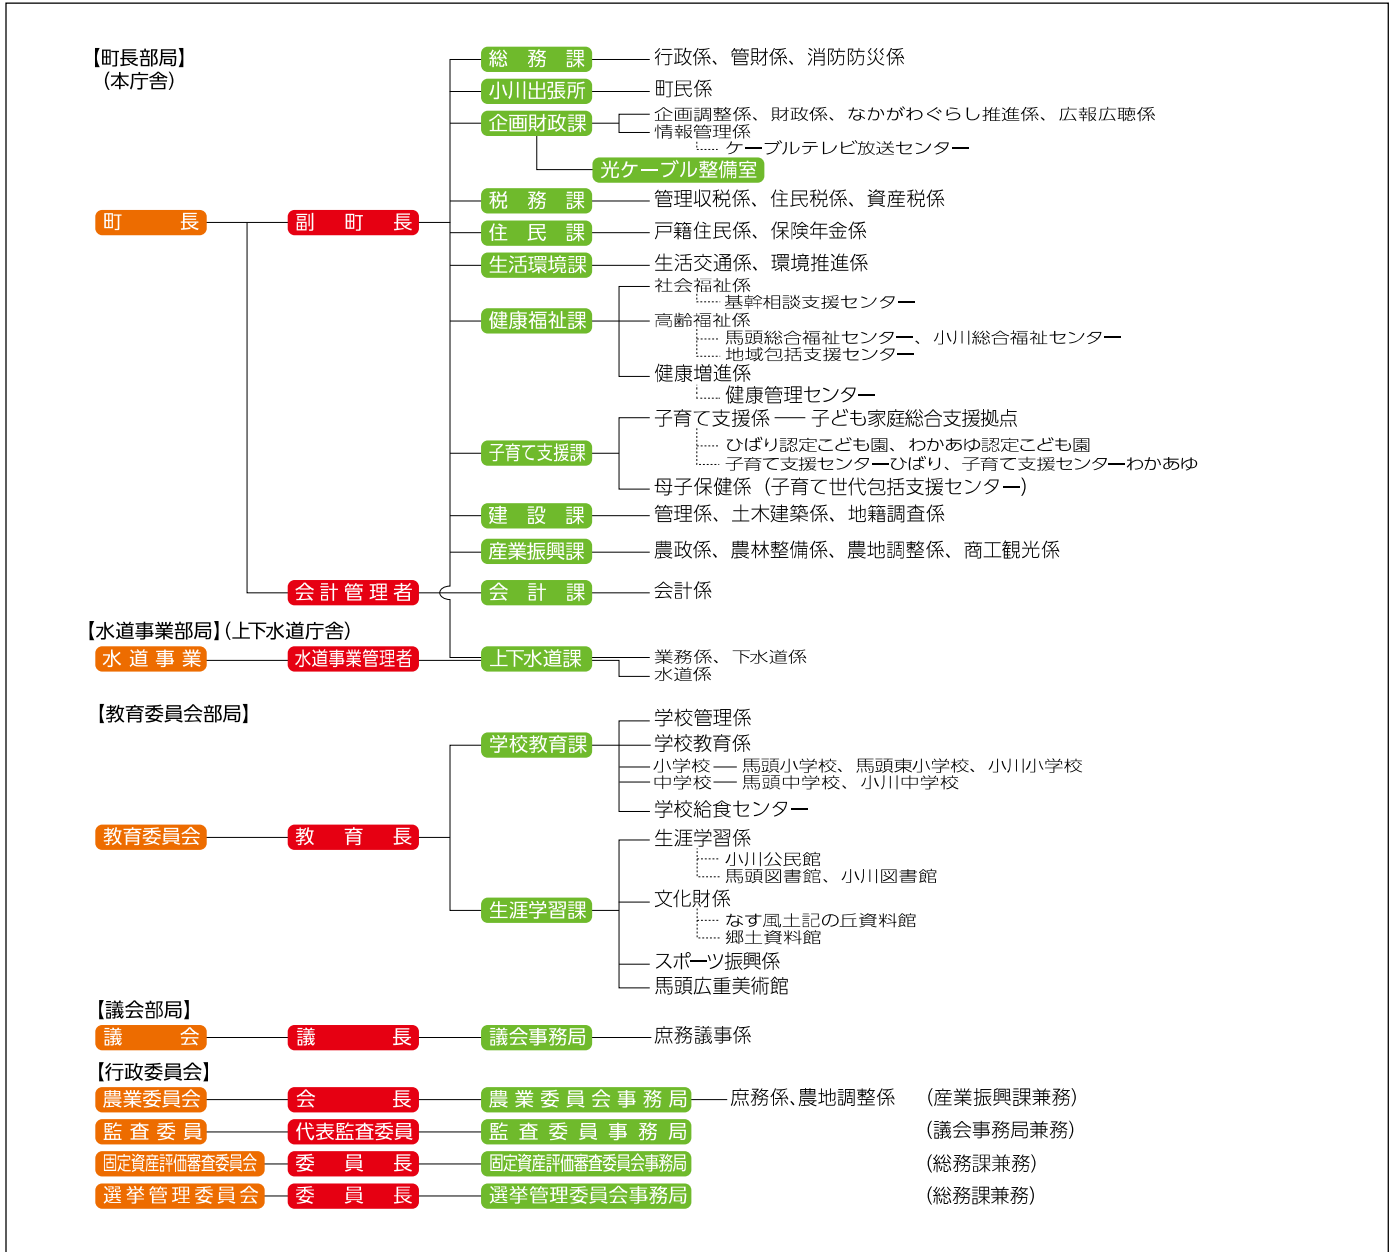 【町長部局】
(本庁舎)
総務課 行政係、管財係、消防防災係
小川出張所 町民係
企画財政課 企画調整係、財政係、なかがわぐらし推進係、広報広聴係
情報管理係
ケーブルテレビ放送センター
光ケーブル整備室
税務課 管理収税係、住民税係、資産税係
町長 副町長
住民課 戸籍住民係、保険年金係
生活環境課 生活交通係、環境推進係
社会福祉係
基幹相談支援センター
健康福祉課 高齢福祉係
馬頭総合福祉センター、小川総合福祉センター
地域包括支援センター
健康増進係
健康管理センター
子育て支援係 子ども家庭総合支援拠点
ひばり認定こども園、わかあゆ認定こども園
子育て支援課
子育て支援センターひばり、子育て支援センターわかあゆ
母子保健係(子育て世代包括支援センター)
建設課 管理係、土木建築係、地籍調査係
産業振興課 農政係、農林整備係、農地調整係、商工観光係
会計管理者 会計課 会計係
【水道事業部局】(上下水道庁舎)
水道事業 水道事業管理者 上下水道課 業務係、下水道係
水道係
【教育委員会部局】
学校管理係
学校教育課 学校教育係
小学校 馬頭小学校、馬頭東小学校、小川小学校
中学校 馬頭中学校、小川中学校
学校給食センター
教育委員会 教育長
生涯学習係
小川公民館
馬頭図書館、小川図書館
文化財係
生涯学習課
なす風土記の丘資料館
郷土資料館
スポーツ振興係
馬頭広重美術館
【議会部局】
議会 議長 議会事務局 庶務議事係
【行政委員会】
農業委員会 会長 農業委員会事務局 庶務係、農地調整係 (産業振興課兼務)
監査委員 代表監査委員 監査委員事務局 (議会事務局兼務)
固定資産評価審査委員会 委員長 固定資産評価審査委員会事務局 (総務課兼務)
選挙管理委員会 委員長 選挙管理委員会事務局 (総務課兼務)